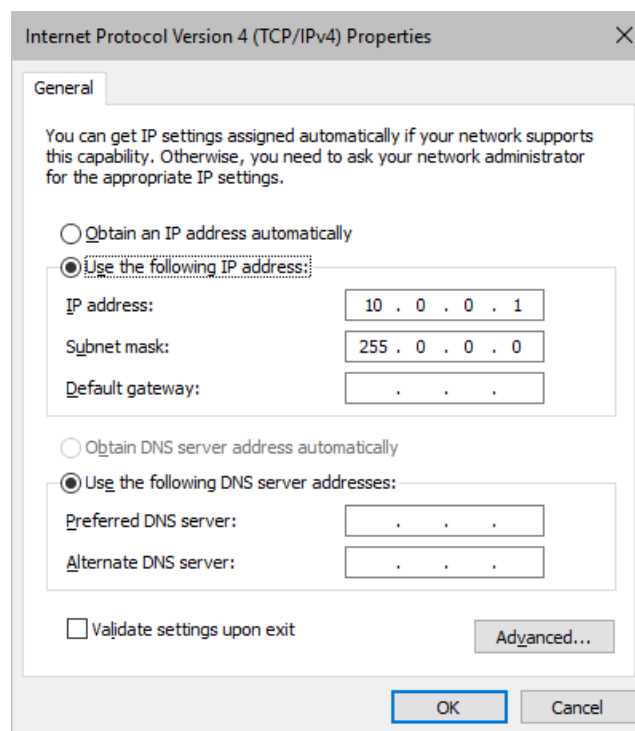 Internet Protocol Version 4 (TCP/IPv4) Properties
General
You can get IP settings assigned automatically if your network supports
this capability. Otherwise, you need to ask your network administrator
for the appropriate IP settings.
Obtain an IP address automatically
Use the following IP address:
IP address: 10 . 0 . 0 . 1
Subnet mask: 255 . 0 . 0 . 0
Default gateway: . . .
Obtain DNS server address automatically
Use the following DNS server addresses:
Preferred DNS server: . . .
Alternate DNS server: . . .
Validate settings upon exit
Advanced...
OK Cancel